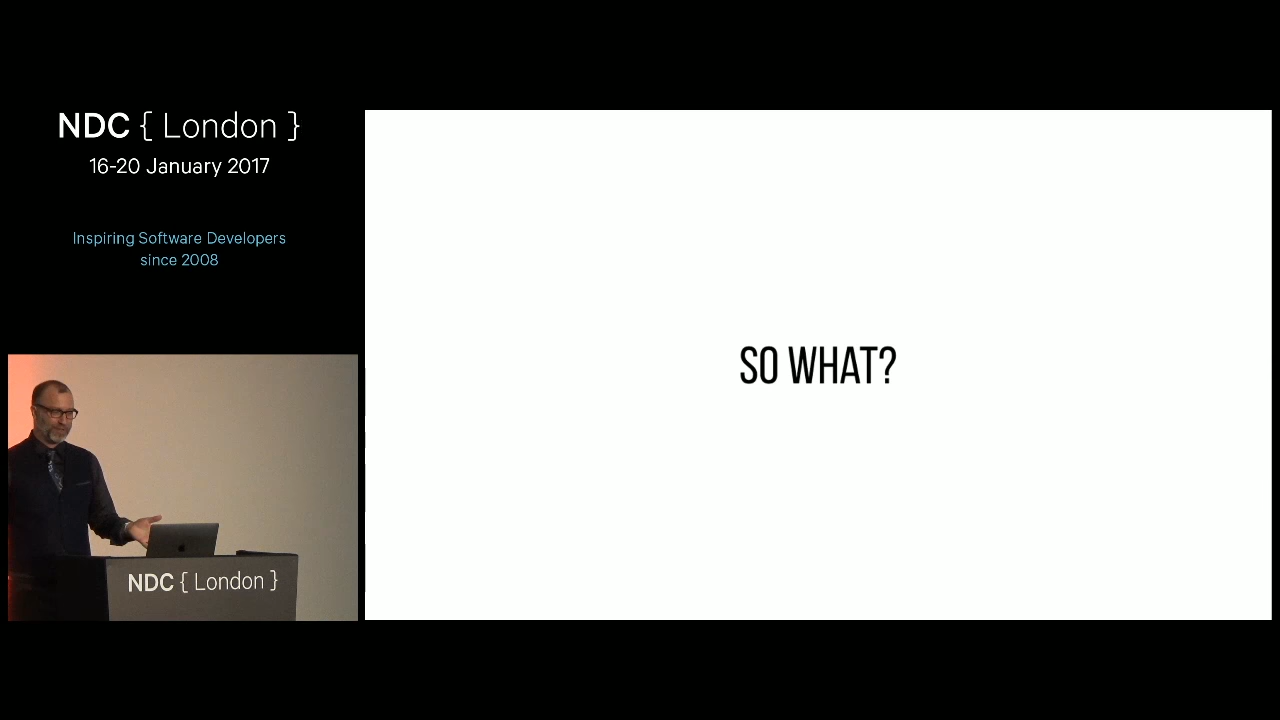 NDC { London }
16-20 January 2017
Inspiring Software Developers
since 2008
SO WHAT?
NDC { London }